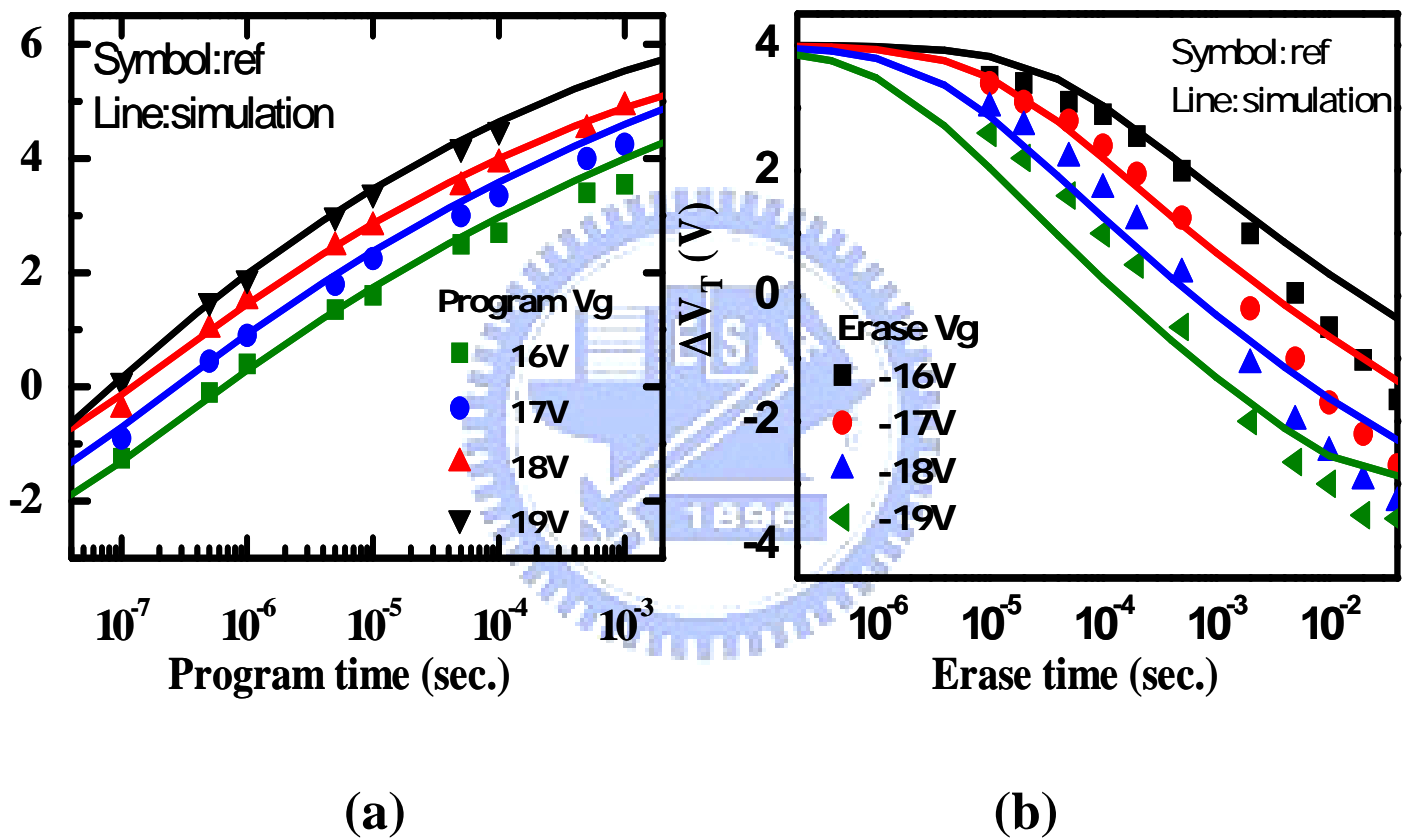 Symbol:ref
Line:simulation
6
4
2
0
-2
Program Vg
16V
17V
18V
19V
10-7 10-6 10-5 10-4 10-3
Program time (sec.)
(a)
ΔVT (V)
4
2
0
-2
-4
Symbol:ref
Line:simulation
Erase Vg
-16V
-17V
-18V
-19V
10-6 10-5 10-4 10-3 10-2
Erase time (sec.)
(b)
ES
1896